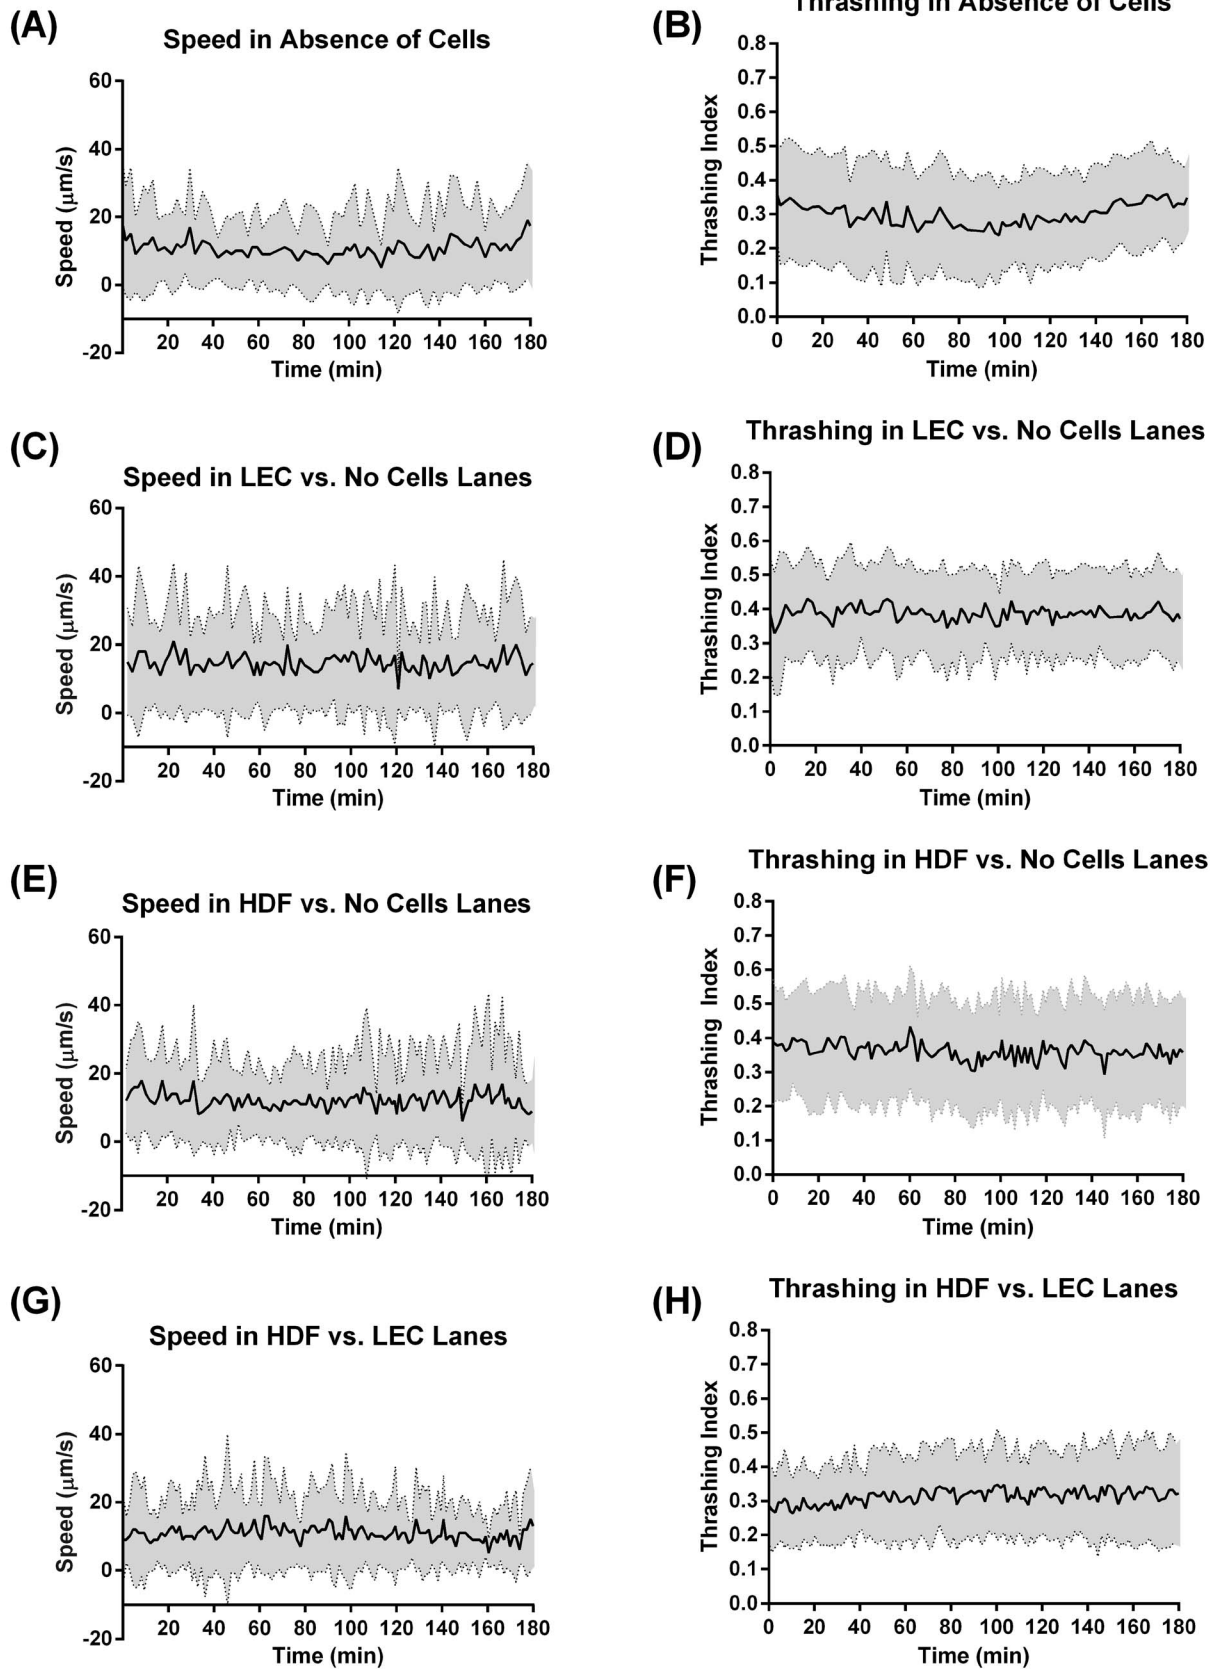 (A)
Speed in Absence of Cells
60
40
20
0
-20
Speed (μm/s)
20 40 60 80 100 120 140 160 180
Time (min)
(B)
Thrashing in Absence of Cells
0.8
0.7
0.6
0.5
0.4
0.3
0.2
0.1
0.0
Thrashing Index
0 20 40 60 80 100 120 140 160 180
Time (min)
(C)
Speed in LEC vs. No Cells Lanes
60
40
20
0
-20
Speed (μm/s)
20 40 60 80 100 120 140 160 180
Time (min)
(D)
Thrashing in LEC vs. No Cells Lanes
0.8
0.7
0.6
0.5
0.4
0.3
0.2
0.1
0.0
Thrashing Index
0 20 40 60 80 100 120 140 160 180
Time (min)
(E)
Speed in HDF vs. No Cells Lanes
60
40
20
0
-20
Speed (μm/s)
20 40 60 80 100 120 140 160 180
Time (min)
(F)
Thrashing in HDF vs. No Cells Lanes
0.8
0.7
0.6
0.5
0.4
0.3
0.2
0.1
0.0
Thrashing Index
0 20 40 60 80 100 120 140 160 180
Time (min)
(G)
Speed in HDF vs. LEC Lanes
60
40
20
0
-20
Speed (μm/s)
20 40 60 80 100 120 140 160 180
Time (min)
(H)
Thrashing in HDF vs. LEC Lanes
0.8
0.7
0.6
0.5
0.4
0.3
0.2
0.1
0.0
Thrashing Index
0 20 40 60 80 100 120 140 160 180
Time (min)